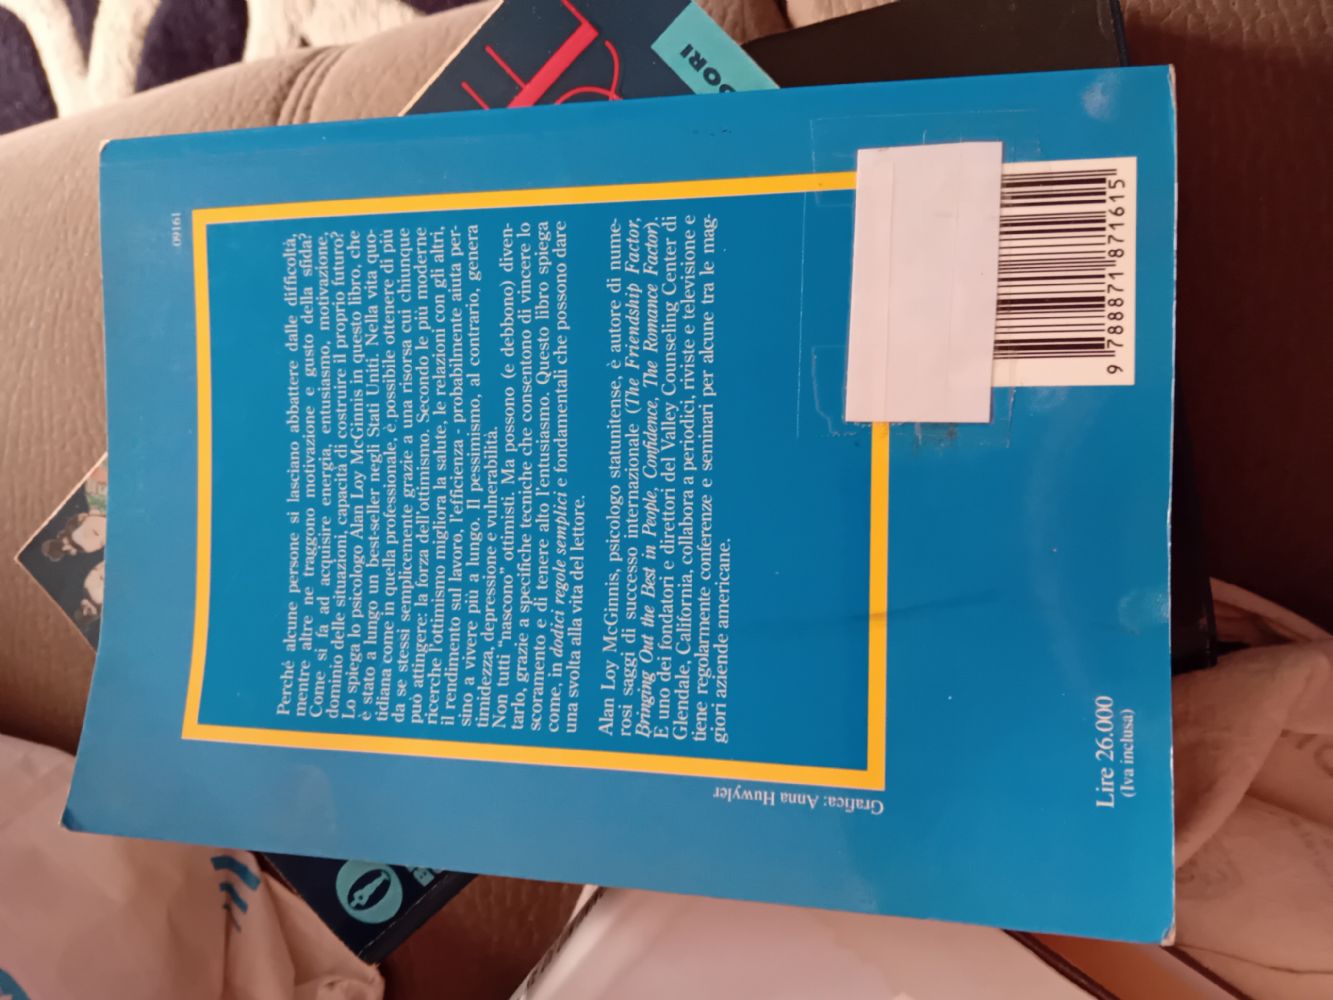 09161
Perché alcune persone si lasciano abbattere dalle difficoltà,
mentre altre ne traggono motivazione e gusto della sfida?
Come si fa ad acquisire energia, entusiasmo, motivazione,
dominio delle situazioni, capacità di costruire il proprio futuro?
Lo spiega lo psicologo Alan Loy McGinnis in questo libro, che
è stato a lungo un best-seller negli Stati Uniti. Nella vita quo-
tidiana come in quella professionale, è possibile ottenere di più
da se stessi semplicemente grazie a una risorsa cui chiunque
può attingere: la forza dell'ottimismo. Secondo le più moderne
ricerche l'ottimismo migliora la salute, le relazioni con gli altri,
il rendimento sul lavoro, l'efficienza - probabilmente aiuta per-
sino a vivere più a lungo. Il pessimismo, al contrario, genera
timidezza, depressione e vulnerabilità.
Non tutti "nascono" ottimisti. Ma possono (e debbono) diven-
tarlo, grazie a specifiche tecniche che consentono di vincere lo
scoramento e di tenere alto l'entusiasmo. Questo libro spiega
come, in dodici regole semplici e fondamentali che possono dare
una svolta alla vita del lettore.
Alan Loy McGinnis, psicologo statunitense, è autore di nume-
rosi saggi di successo internazionale (The Friendship Factor,
Bringing Out the Best in People, Confidence, The Romance Factor).
È uno dei fondatori e direttori del Valley Counseling Center di
Glendale, California, collabora a periodici, riviste e televisione e
tiene regolarmente conferenze e seminari per alcune tra le mag-
giori aziende americane.
Grafica: Anna Huwyler
Lire 26.000
(Iva inclusa)
9 788871 871615
DORI